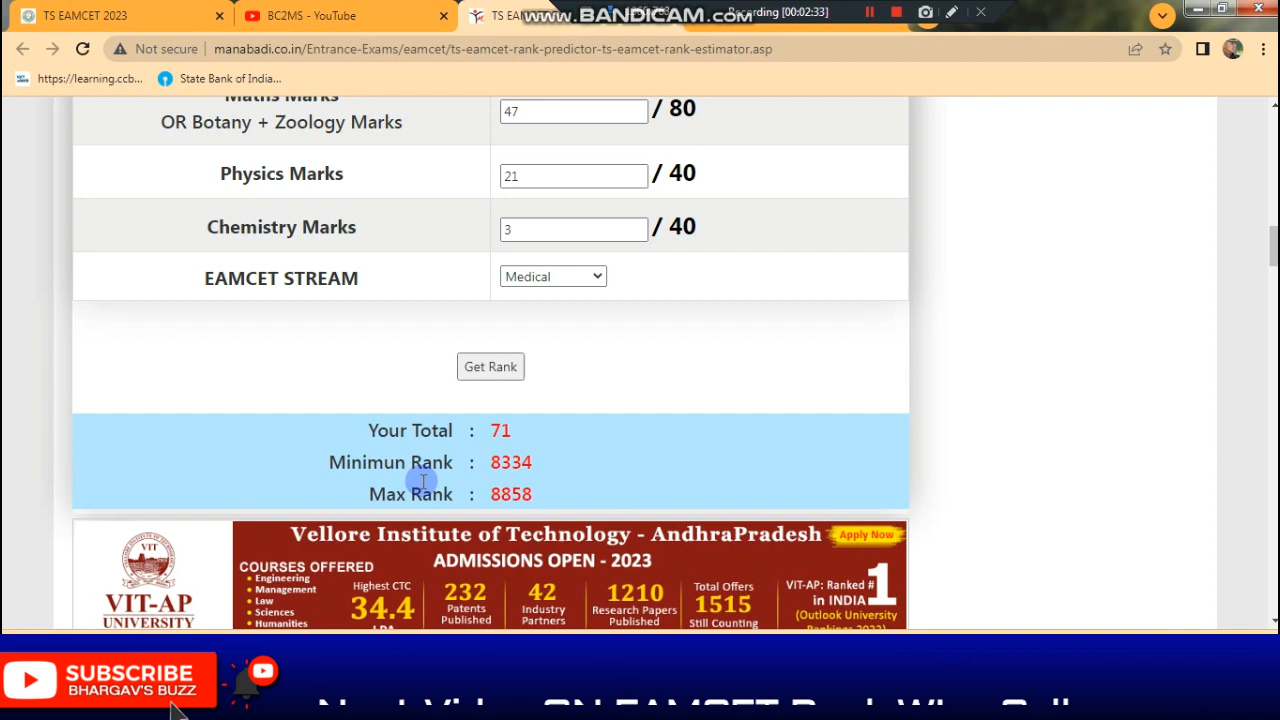 TS EAMCET 2023
BC2MS - YouTube
TS EAM
www.BANDICAM.com
Recording [00:02:33]
Not secure
manabadi.co.in/Entrance-Exams/eamcet/ts-eamcet-rank-predictor-ts-eamcet-rank-estimator.asp
https://learning.ccb...
State Bank of India...
Maths Marks
OR Botany + Zoology Marks
47
/ 80
Physics Marks
21
/ 40
Chemistry Marks
3
/ 40
EAMCET STREAM
Medical
Get Rank
Your Total : 71
Minimun Rank : 8334
Max Rank : 8858
VIT
VIT-AP
UNIVERSITY
Vellore Institute of Technology - AndhraPradesh
Apply Now
ADMISSIONS OPEN - 2023
COURSES OFFERED
• Engineering
• Management
• Law
• Sciences
• Humanities
Highest CTC
34.4
LPA
232
Patents
Published
42
Industry
Partners
1210
Research Papers
Published
Total Offers
1515
Still Counting
VIT-AP: Ranked #1
in INDIA
(Outlook University
Rankings 2023)
SUBSCRIBE
BHARGAV'S BUZZ